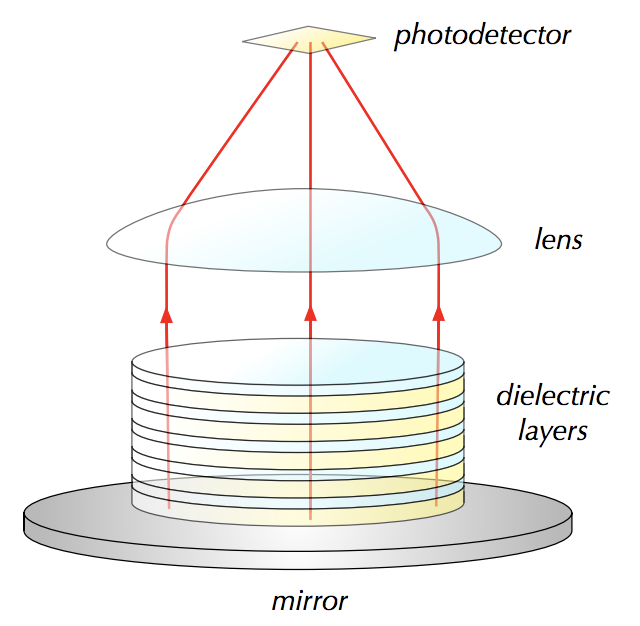 photodetector
lens
dielectric
layers
mirror